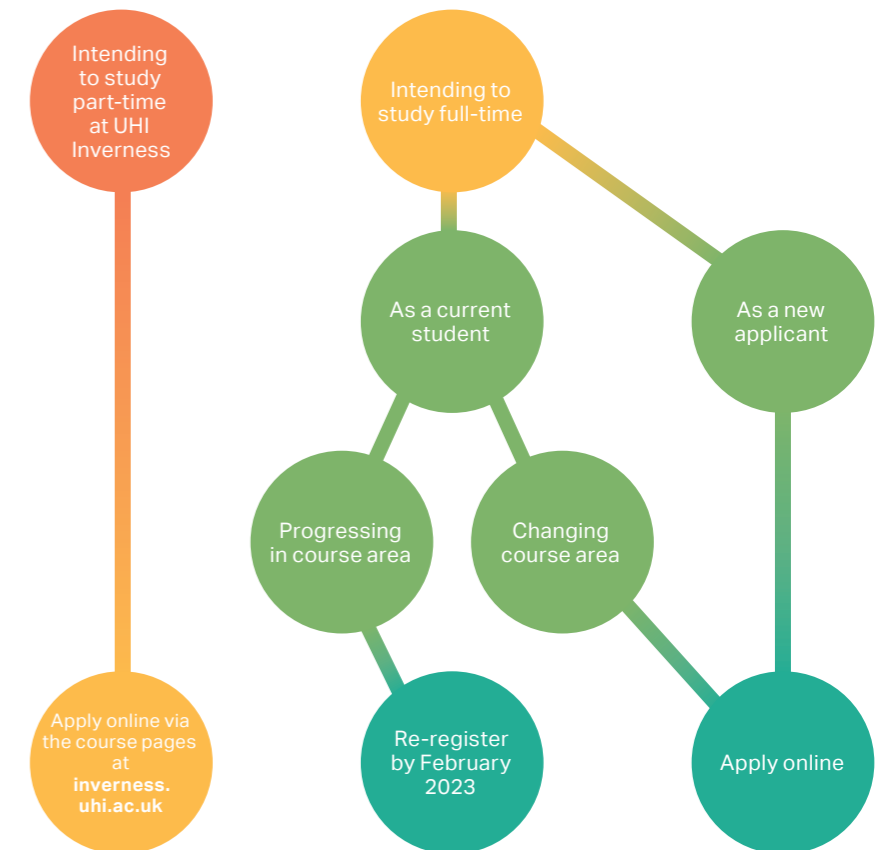 Intending
to study
part-time
at UHI
Inverness
Intending to
study full-time
As a current
student
As a new
applicant
Progressing
in course area
Changing
course area
Apply online via
the course pages
at
inverness.
uhi.ac.uk
Re-register
by February
2023
Apply online